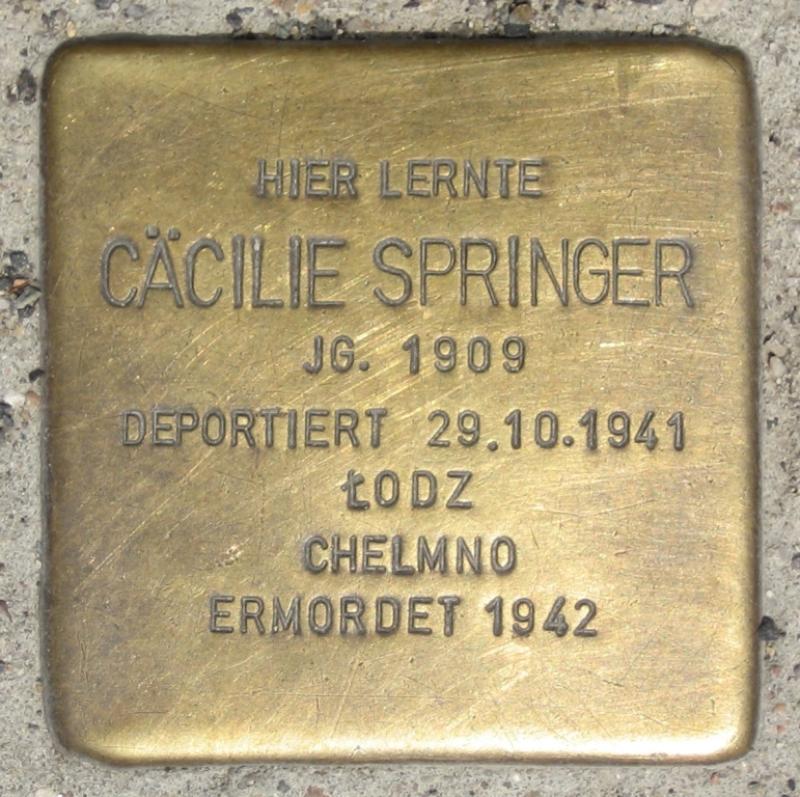 HIER LERNTE
CÄCILIE SPRINGER
JG. 1909
DEPORTIERT 29.10.1941
ŁODZ
CHELMNO
ERMORDET 1942